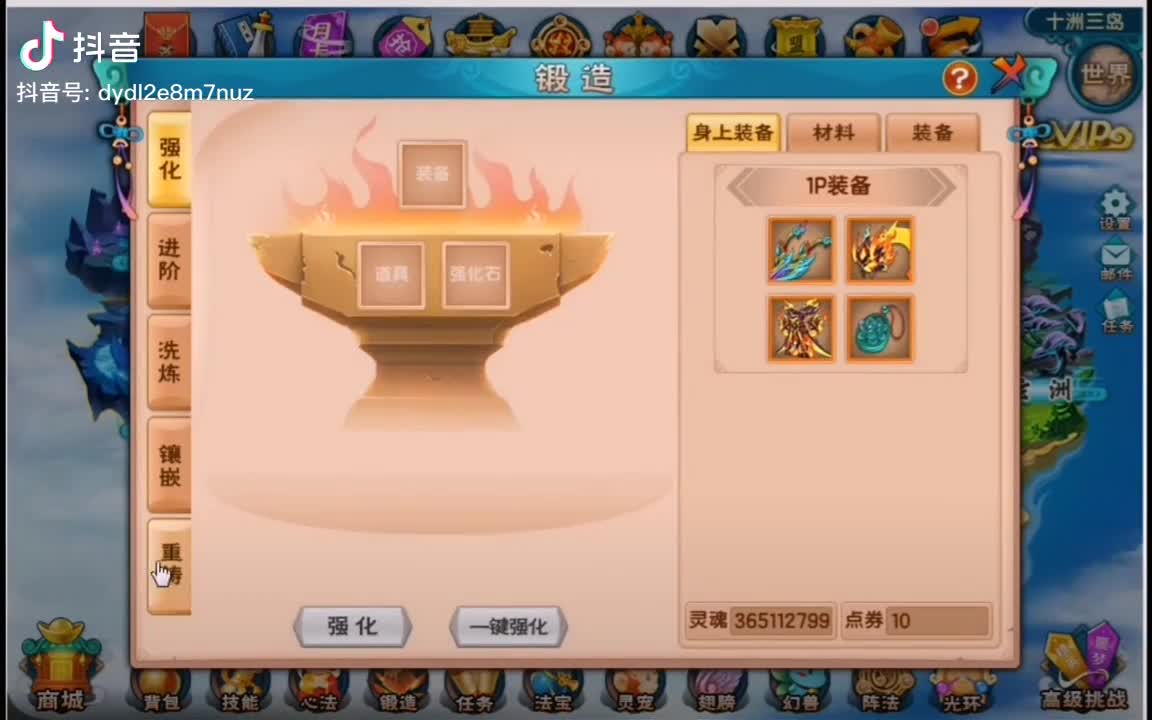 十洲三岛
抖音
抖音号: dydl2e8m7nuz
锻造
?
世界
VIP
强化
进阶
洗炼
镶嵌
重铸
装备
道具
强化石
身上装备
材料
装备
1P装备
设置
邮件
任务
洲
强化
一键强化
灵魂 365112799
点券 10
商城
背包
技能
心法
锻造
任务
法宝
灵宠
翅膀
幻兽
阵法
光环
高级挑战